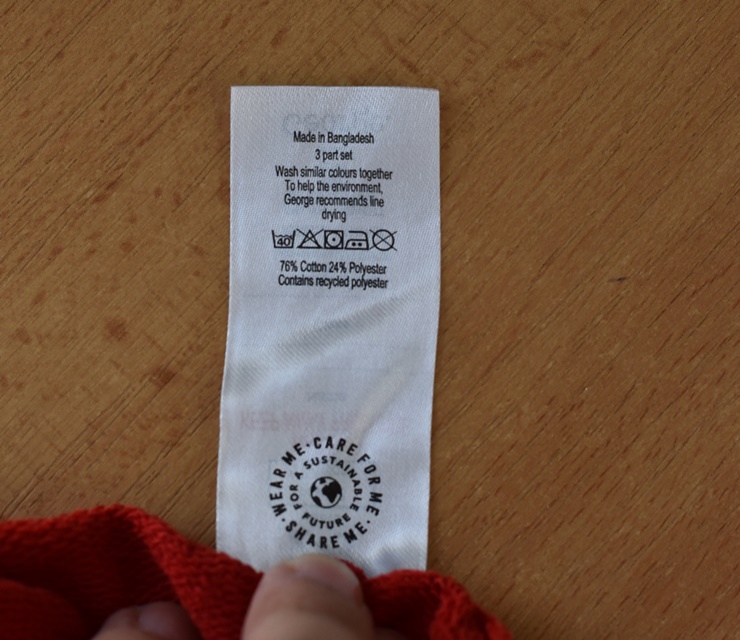 Made in Bangladesh
3 part set
Wash similar colours together
To help the environment,
George recommends line
drying
40
76% Cotton 24% Polyester
Contains recycled polyester
WEAR ME • CARE FOR ME • SHARE ME •
FOR A SUSTAINABLE FUTURE